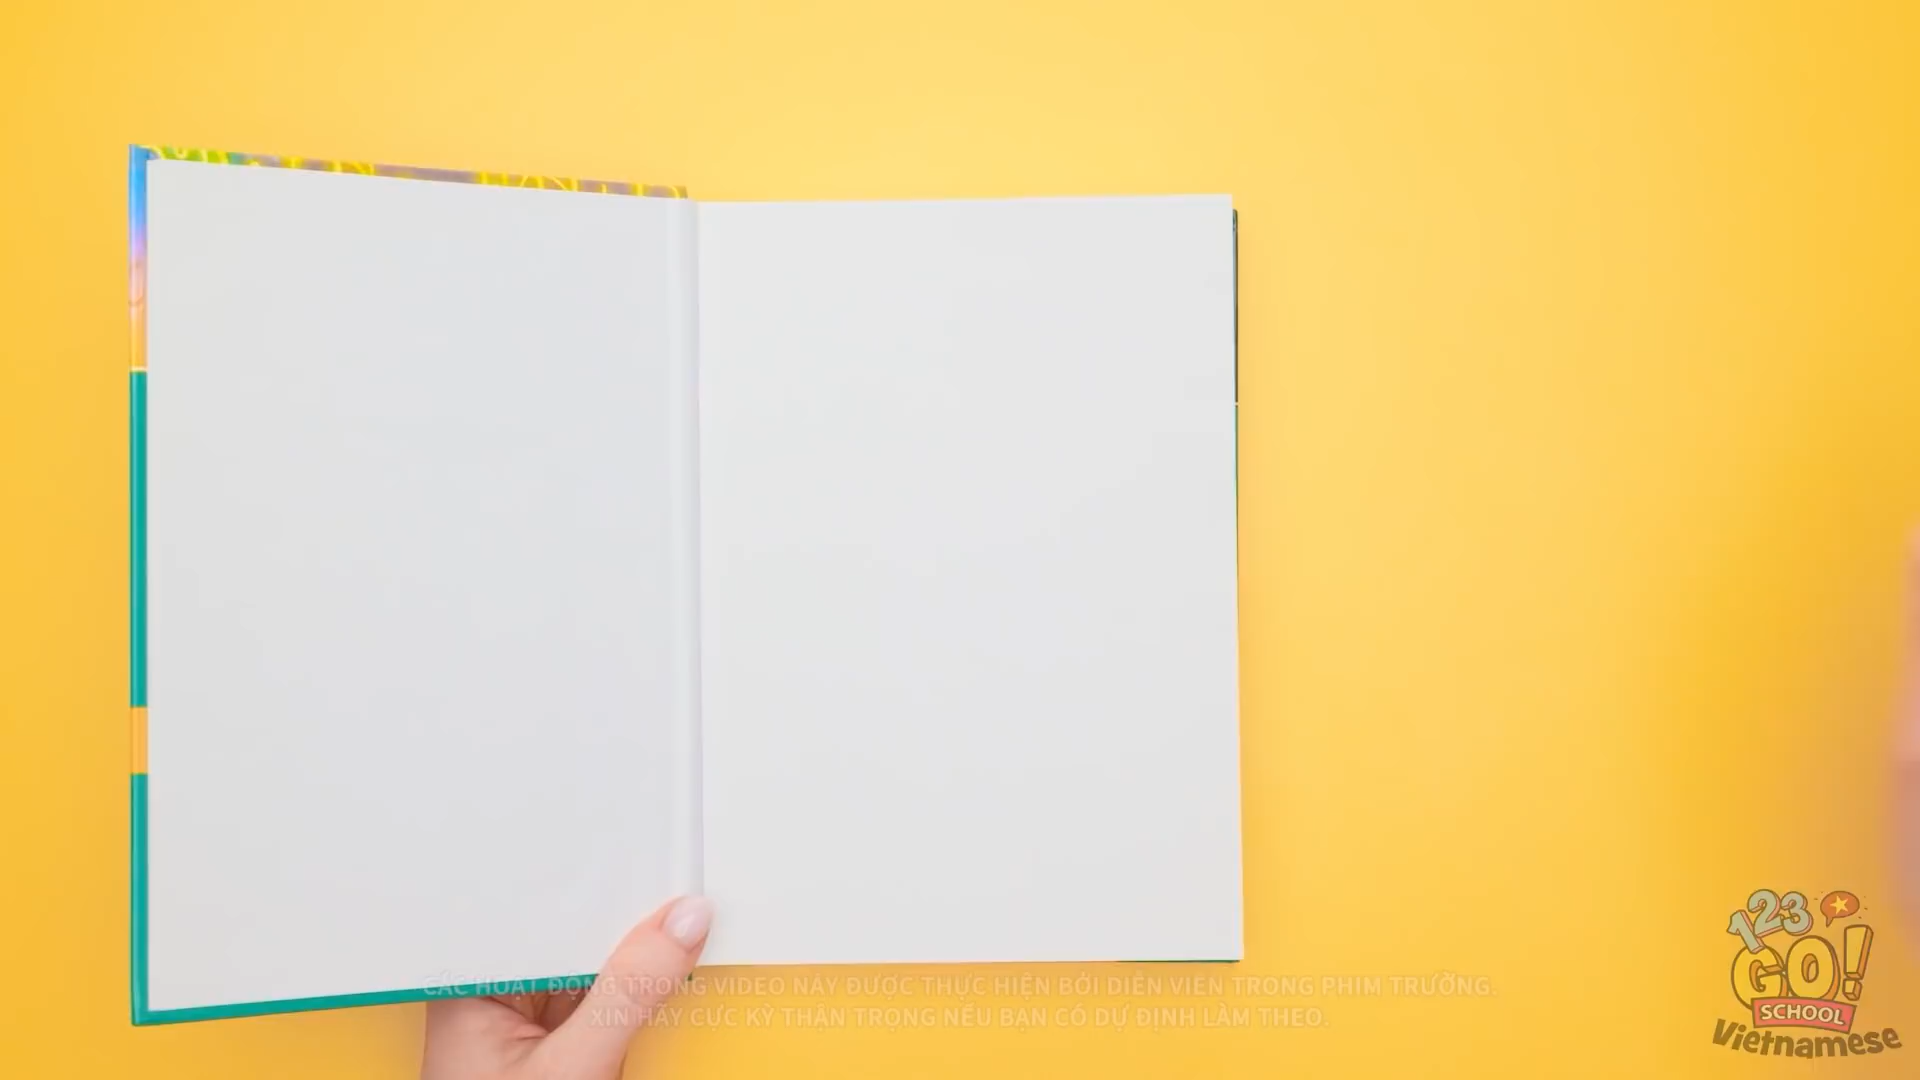 CÁC HOẠT ĐỘNG TRONG VIDEO NÀY ĐƯỢC THỰC HIỆN BỞI DIỄN VIÊN TRONG PHIM TRƯỜNG.
XIN HÃY CỰC KỲ THẬN TRỌNG NẾU BẠN CÓ DỰ ĐỊNH LÀM THEO.
123
GO!
SCHOOL
Vietnamese